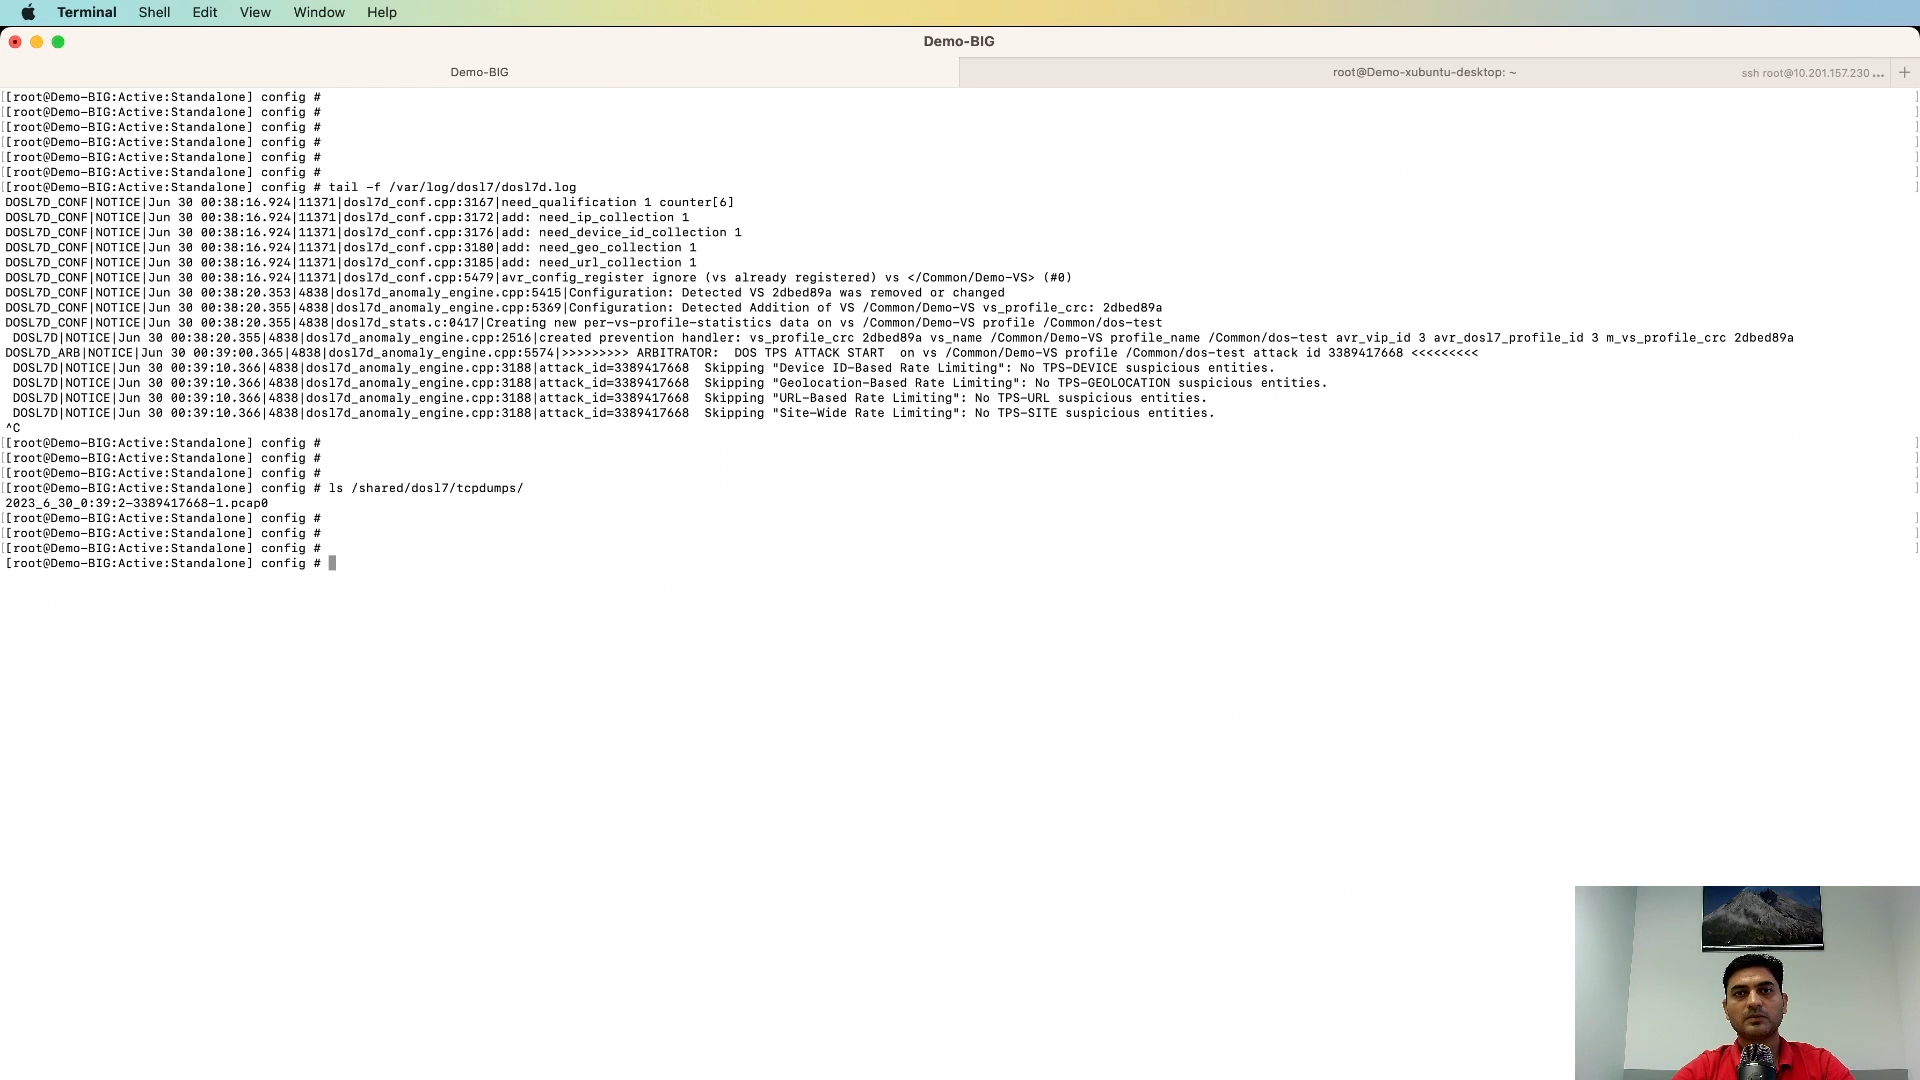 Terminal Shell Edit View Window Help
Demo-BIG
Demo-BIG root@Demo-xubuntu-desktop: ~ ssh root@10.201.157.230 ... +
[[root@Demo-BIG:Active:Standalone] config # ]
[[root@Demo-BIG:Active:Standalone] config # ]
[[root@Demo-BIG:Active:Standalone] config # ]
[[root@Demo-BIG:Active:Standalone] config # ]
[[root@Demo-BIG:Active:Standalone] config # ]
[[root@Demo-BIG:Active:Standalone] config # ]
[[root@Demo-BIG:Active:Standalone] config # tail -f /var/log/dosl7/dosl7d.log ]
DOSL7D_CONF|NOTICE|Jun 30 00:38:16.924|11371|dosl7d_conf.cpp:3167|need_qualification 1 counter[6]
DOSL7D_CONF|NOTICE|Jun 30 00:38:16.924|11371|dosl7d_conf.cpp:3172|add: need_ip_collection 1
DOSL7D_CONF|NOTICE|Jun 30 00:38:16.924|11371|dosl7d_conf.cpp:3176|add: need_device_id_collection 1
DOSL7D_CONF|NOTICE|Jun 30 00:38:16.924|11371|dosl7d_conf.cpp:3180|add: need_geo_collection 1
DOSL7D_CONF|NOTICE|Jun 30 00:38:16.924|11371|dosl7d_conf.cpp:3185|add: need_url_collection 1
DOSL7D_CONF|NOTICE|Jun 30 00:38:16.924|11371|dosl7d_conf.cpp:5479|avr_config_register ignore (vs already registered) vs </Common/Demo-VS> (#0)
DOSL7D_CONF|NOTICE|Jun 30 00:38:20.353|4838|dosl7d_anomaly_engine.cpp:5415|Configuration: Detected VS 2dbed89a was removed or changed
DOSL7D_CONF|NOTICE|Jun 30 00:38:20.355|4838|dosl7d_anomaly_engine.cpp:5369|Configuration: Detected Addition of VS /Common/Demo-VS vs_profile_crc: 2dbed89a
DOSL7D_CONF|NOTICE|Jun 30 00:38:20.355|4838|dosl7d_stats.c:0417|Creating new per-vs-profile-statistics data on vs /Common/Demo-VS profile /Common/dos-test
DOSL7D|NOTICE|Jun 30 00:38:20.355|4838|dosl7d_anomaly_engine.cpp:2516|created prevention handler: vs_profile_crc 2dbed89a vs_name /Common/Demo-VS profile_name /Common/dos-test avr_vip_id 3 avr_dosl7_profile_id 3 m_vs_profile_crc 2dbed89a
DOSL7D_ARB|NOTICE|Jun 30 00:39:00.365|4838|dosl7d_anomaly_engine.cpp:5574|>>>>>>>>> ARBITRATOR:  DOS TPS ATTACK START  on vs /Common/Demo-VS profile /Common/dos-test attack id 3389417668 <<<<<<<<<
DOSL7D|NOTICE|Jun 30 00:39:10.366|4838|dosl7d_anomaly_engine.cpp:3188|attack_id=3389417668  Skipping "Device ID-Based Rate Limiting": No TPS-DEVICE suspicious entities.
DOSL7D|NOTICE|Jun 30 00:39:10.366|4838|dosl7d_anomaly_engine.cpp:3188|attack_id=3389417668  Skipping "Geolocation-Based Rate Limiting": No TPS-GEOLOCATION suspicious entities.
DOSL7D|NOTICE|Jun 30 00:39:10.366|4838|dosl7d_anomaly_engine.cpp:3188|attack_id=3389417668  Skipping "URL-Based Rate Limiting": No TPS-URL suspicious entities.
DOSL7D|NOTICE|Jun 30 00:39:10.366|4838|dosl7d_anomaly_engine.cpp:3188|attack_id=3389417668  Skipping "Site-Wide Rate Limiting": No TPS-SITE suspicious entities.
^C
[[root@Demo-BIG:Active:Standalone] config # ]
[[root@Demo-BIG:Active:Standalone] config # ]
[[root@Demo-BIG:Active:Standalone] config # ]
[[root@Demo-BIG:Active:Standalone] config # ls /shared/dosl7/tcpdumps/ ]
2023_6_30_0:39:2-3389417668-1.pcap0
[[root@Demo-BIG:Active:Standalone] config # ]
[[root@Demo-BIG:Active:Standalone] config # ]
[[root@Demo-BIG:Active:Standalone] config # ]
[root@Demo-BIG:Active:Standalone] config #